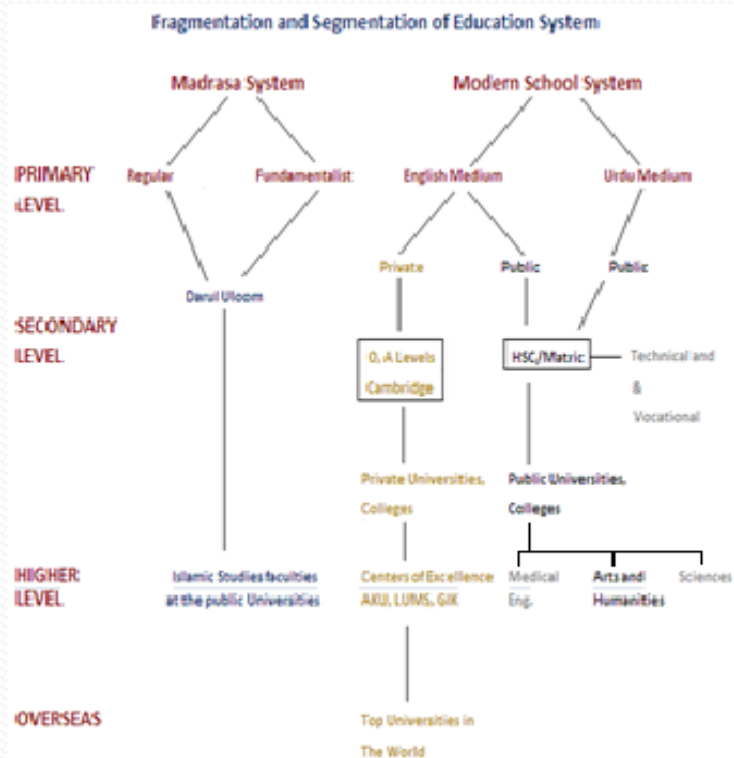 Fragmentation and Segmentation of Education System
Madrasa System
Modern School System
PRIMARY
LEVEL
Regular
Fundamentalist
English Medium
Urdu Medium
Private
Public
Public
Darul Uloom
SECONDARY
LEVEL
O, A Levels
Cambridge
HSC/Matric
Technical and
&
Vocational
Private Universities,
Colleges
Public Universities,
Colleges
HIGHER
LEVEL
Islamic Studies faculties
at the public Universities
Centers of Excellence
AKU, LUMS, GIK
Medical
Eng.
Arts and
Humanities
Sciences
OVERSEAS
Top Universities in
The World